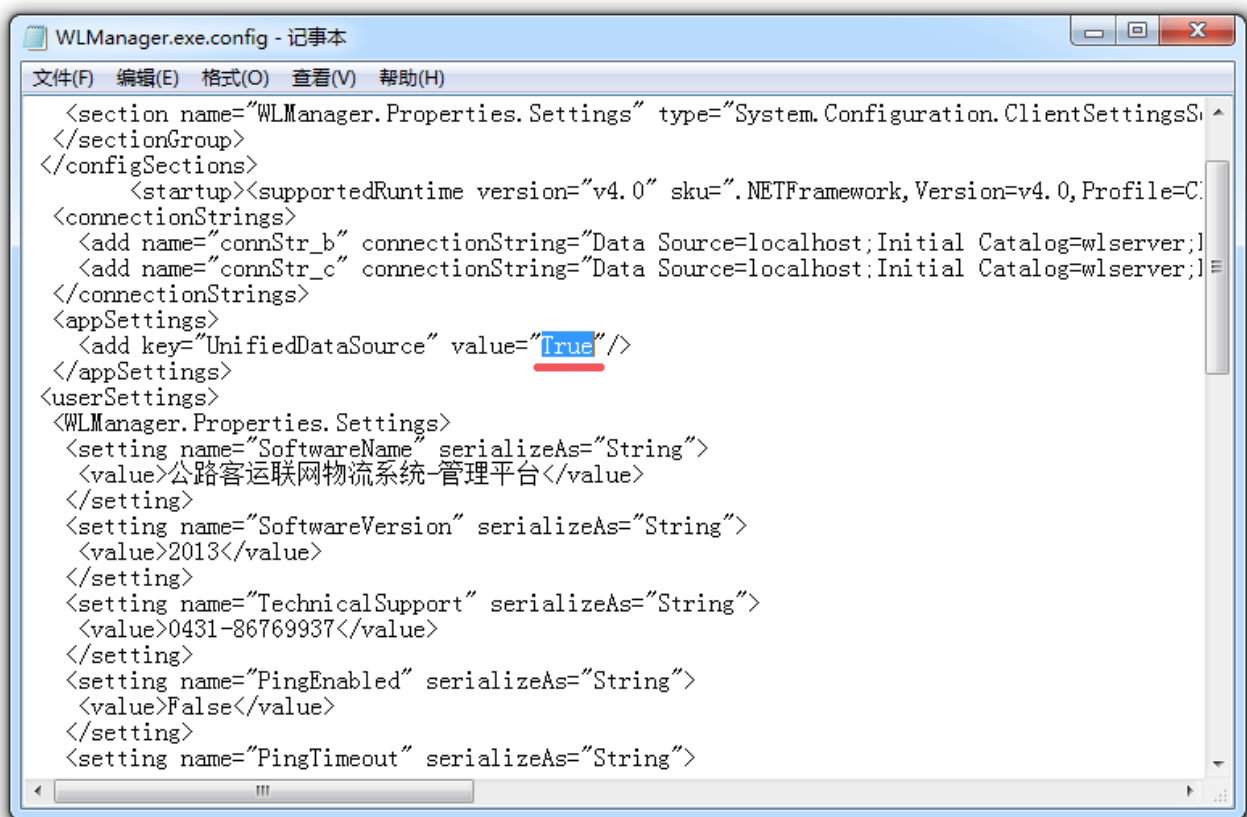 WLManager.exe.config - 记事本
文件(F) 编辑(E) 格式(O) 查看(V) 帮助(H)
<section name="WLManager.Properties.Settings" type="System.Configuration.ClientSettingsS
</sectionGroup>
</configSections>
<startup><supportedRuntime version="v4.0" sku=".NETFramework,Version=v4.0,Profile=C
<connectionStrings>
<add name="connStr_b" connectionString="Data Source=localhost;Initial Catalog=wlserver;
<add name="connStr_c" connectionString="Data Source=localhost;Initial Catalog=wlserver;
</connectionStrings>
<appSettings>
<add key="UnifiedDataSource" value="True"/>
</appSettings>
<userSettings>
<WLManager.Properties.Settings>
<setting name="SoftwareName" serializeAs="String">
<value>公路客运联网物流系统-管理平台</value>
</setting>
<setting name="SoftwareVersion" serializeAs="String">
<value>2013</value>
</setting>
<setting name="TechnicalSupport" serializeAs="String">
<value>0431-86769937</value>
</setting>
<setting name="PingEnabled" serializeAs="String">
<value>False</value>
</setting>
<setting name="PingTimeout" serializeAs="String">